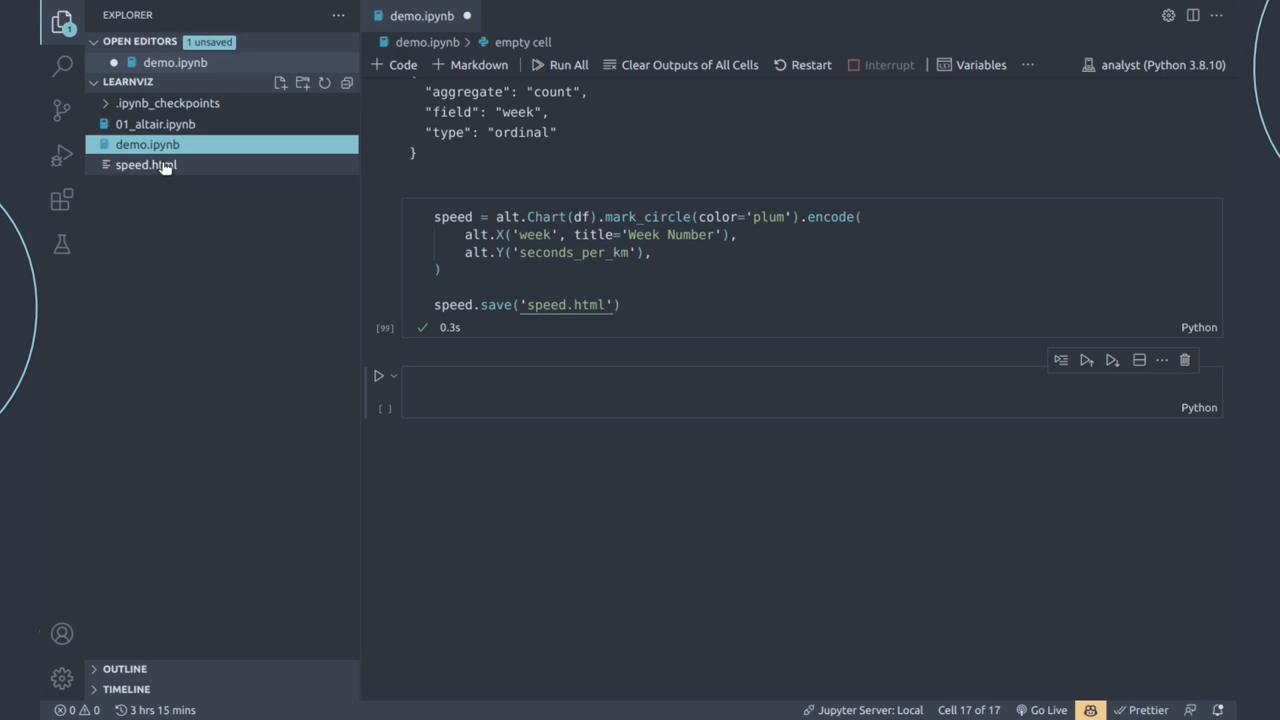 EXPLORER
OPEN EDITORS 1 unsaved
demo.ipynb
LEARNVIZ
.ipynb_checkpoints
01_altair.ipynb
demo.ipynb
speed.html
OUTLINE
TIMELINE
1
demo.ipynb
demo.ipynb > empty cell
+ Code + Markdown Run All Clear Outputs of All Cells Restart Interrupt Variables ... analyst (Python 3.8.10)
"aggregate": "count",
"field": "week",
"type": "ordinal"
}
speed = alt.Chart(df).mark_circle(color='plum').encode(
alt.X('week', title='Week Number'),
alt.Y('seconds_per_km'),
)
speed.save('speed.html')
[99] 0.3s Python
[ ] Python
0 0 3 hrs 15 mins Jupyter Server: Local Cell 17 of 17 Go Live Prettier